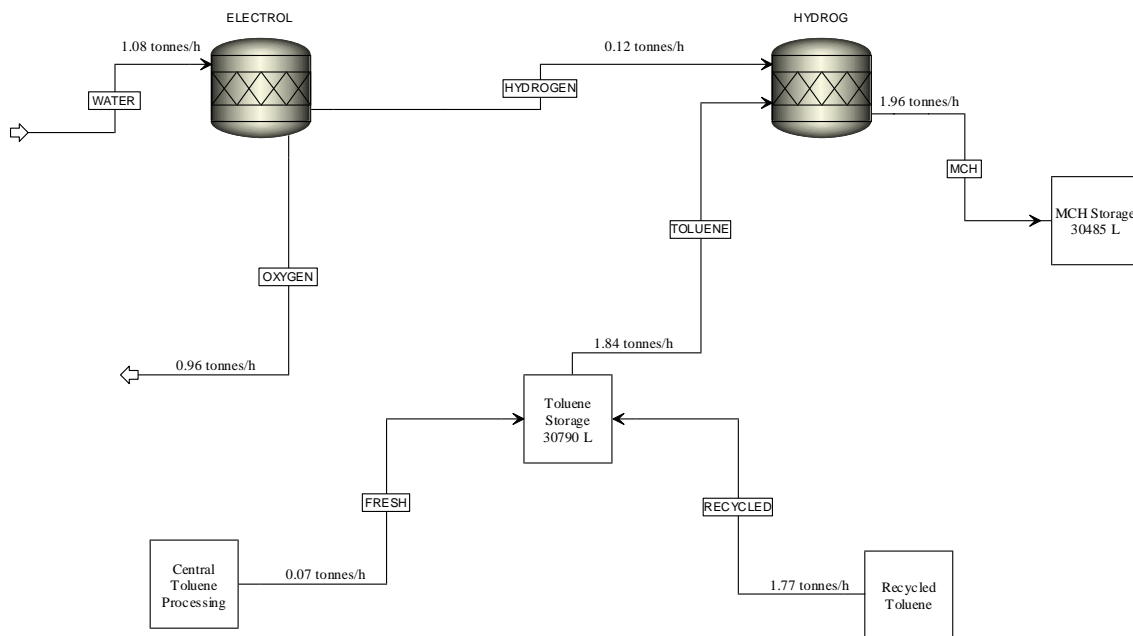 ELECTROL
HYDROG
1.08 tonnes/h
0.12 tonnes/h
WATER
HYDROGEN
1.96 tonnes/h
MCH
MCH Storage
30485 L
TOLUENE
OXYGEN
0.96 tonnes/h
1.84 tonnes/h
Toluene
Storage
30790 L
FRESH
RECYCLED
Central
Toluene
Processing
0.07 tonnes/h
1.77 tonnes/h
Recycled
Toluene